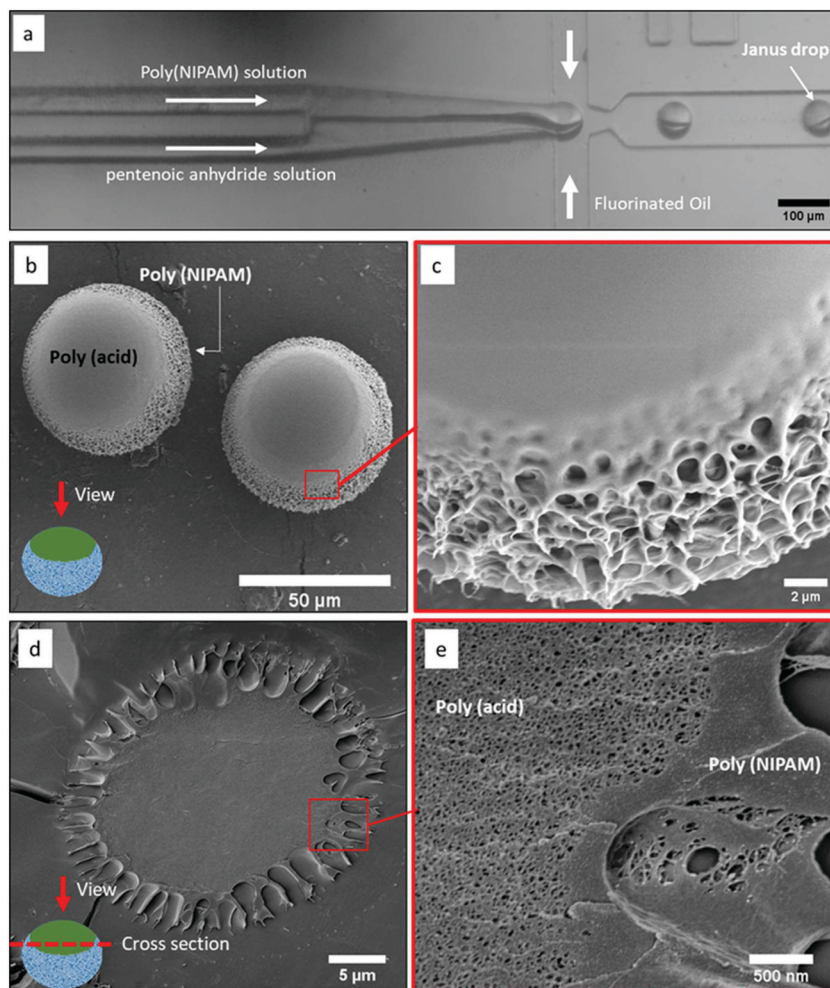 a
Poly(NIPAM) solution
Janus drop
pentenoic anhydride solution
Fluorinated Oil
100 µm
b
Poly (NIPAM)
Poly (acid)
View
50 µm
c
2 µm
d
View
Cross section
5 µm
e
Poly (acid)
Poly (NIPAM)
500 nm